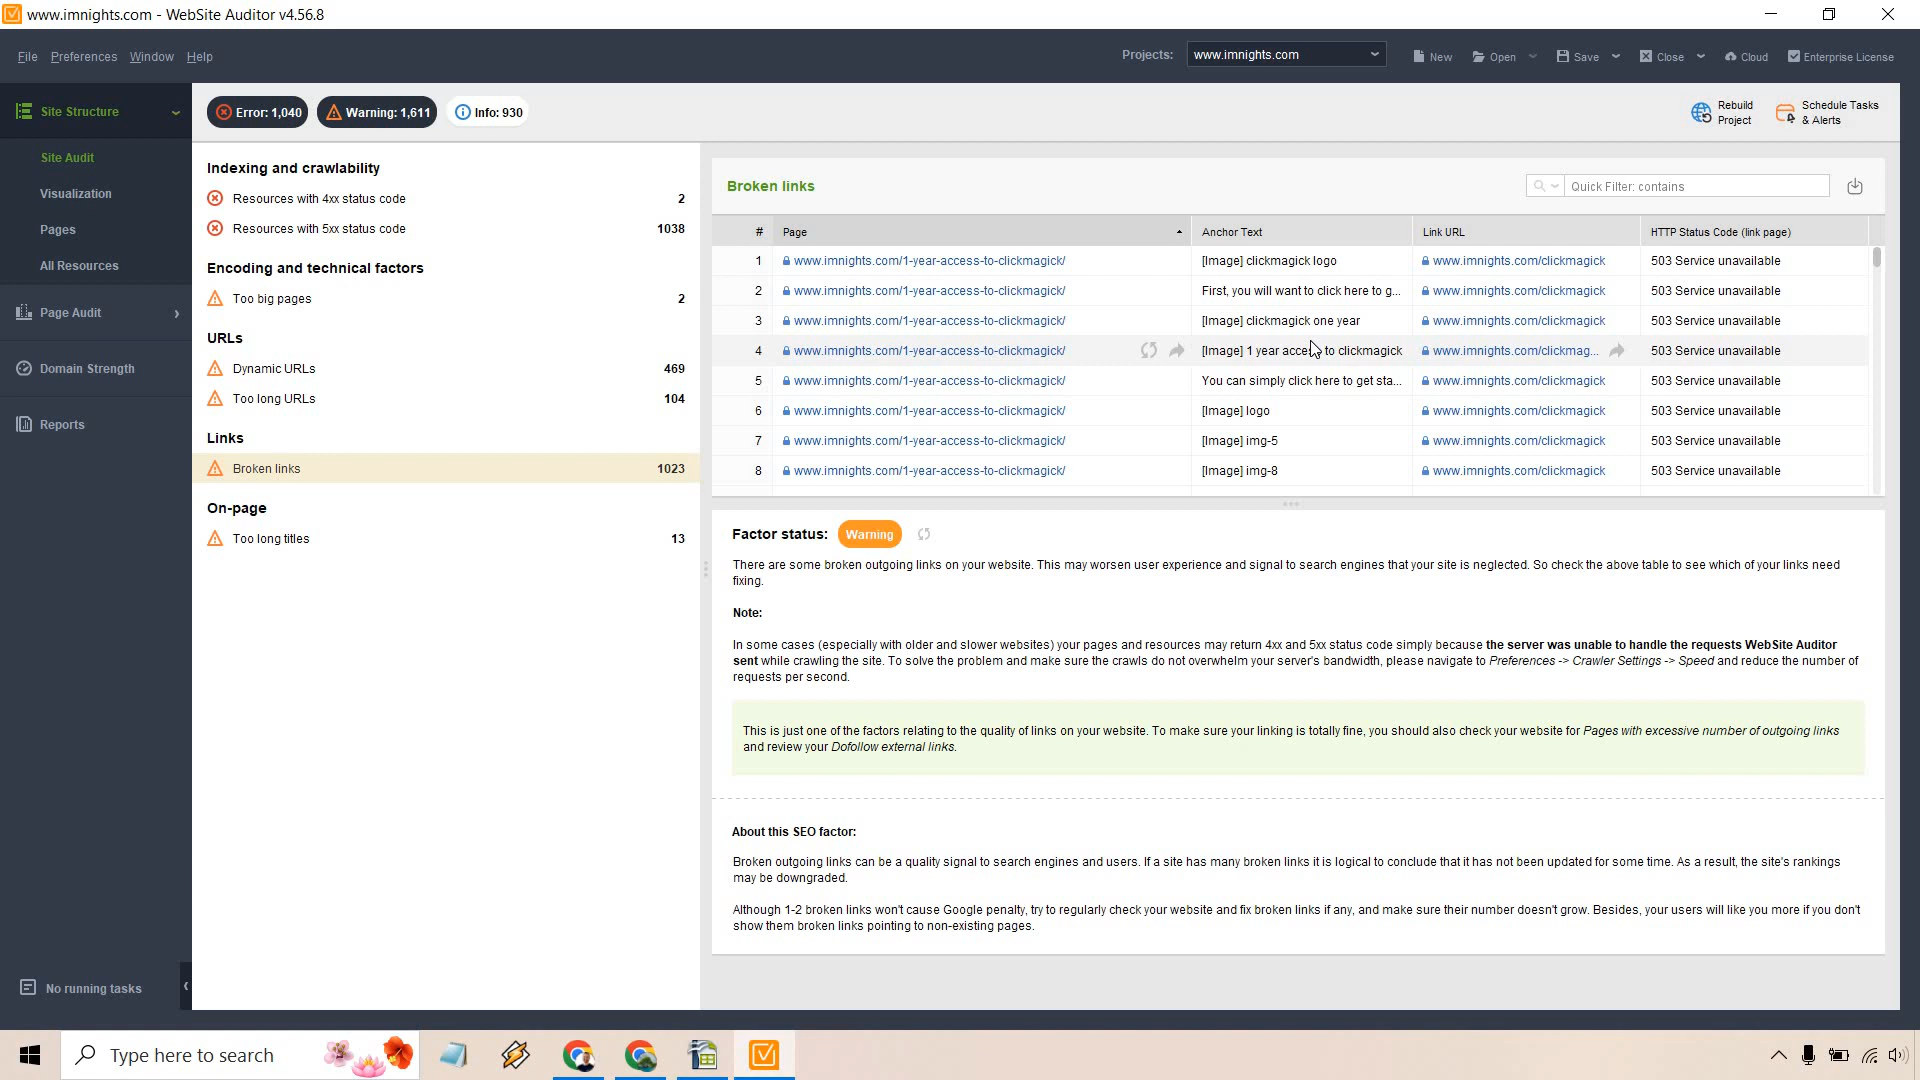 www.imnights.com - WebSite Auditor v4.56.8
File Preferences Window Help Projects: www.imnights.com New Open Save Close Cloud Enterprise License
Site Structure
Site Audit
Visualization
Pages
All Resources
Page Audit
Domain Strength
Reports
No running tasks
Error: 1,040 Warning: 1,611 Info: 930
Rebuild Project Schedule Tasks & Alerts
Indexing and crawlability
Resources with 4xx status code 2
Resources with 5xx status code 1038
Encoding and technical factors
Too big pages 2
URLs
Dynamic URLs 469
Too long URLs 104
Links
Broken links 1023
On-page
Too long titles 13
Broken links Quick Filter: contains
# Page Anchor Text Link URL HTTP Status Code (link page)
1 www.imnights.com/1-year-access-to-clickmagick/ [Image] clickmagick logo www.imnights.com/clickmagick 503 Service unavailable
2 www.imnights.com/1-year-access-to-clickmagick/ First, you will want to click here to g... www.imnights.com/clickmagick 503 Service unavailable
3 www.imnights.com/1-year-access-to-clickmagick/ [Image] clickmagick one year www.imnights.com/clickmagick 503 Service unavailable
4 www.imnights.com/1-year-access-to-clickmagick/ [Image] 1 year access to clickmagick www.imnights.com/clickmag... 503 Service unavailable
5 www.imnights.com/1-year-access-to-clickmagick/ You can simply click here to get sta... www.imnights.com/clickmagick 503 Service unavailable
6 www.imnights.com/1-year-access-to-clickmagick/ [Image] logo www.imnights.com/clickmagick 503 Service unavailable
7 www.imnights.com/1-year-access-to-clickmagick/ [Image] img-5 www.imnights.com/clickmagick 503 Service unavailable
8 www.imnights.com/1-year-access-to-clickmagick/ [Image] img-8 www.imnights.com/clickmagick 503 Service unavailable
Factor status: Warning
There are some broken outgoing links on your website. This may worsen user experience and signal to search engines that your site is neglected. So check the above table to see which of your links need
fixing.
Note:
In some cases (especially with older and slower websites) your pages and resources may return 4xx and 5xx status code simply because the server was unable to handle the requests WebSite Auditor
sent while crawling the site. To solve the problem and make sure the crawls do not overwhelm your server's bandwidth, please navigate to Preferences -> Crawler Settings -> Speed and reduce the number of
requests per second.
This is just one of the factors relating to the quality of links on your website. To make sure your linking is totally fine, you should also check your website for Pages with excessive number of outgoing links
and review your Dofollow external links.
About this SEO factor:
Broken outgoing links can be a quality signal to search engines and users. If a site has many broken links it is logical to conclude that it has not been updated for some time. As a result, the site's rankings
may be downgraded.
Although 1-2 broken links won't cause Google penalty, try to regularly check your website and fix broken links if any, and make sure their number doesn't grow. Besides, your users will like you more if you don't
show them broken links pointing to non-existing pages.
Type here to search